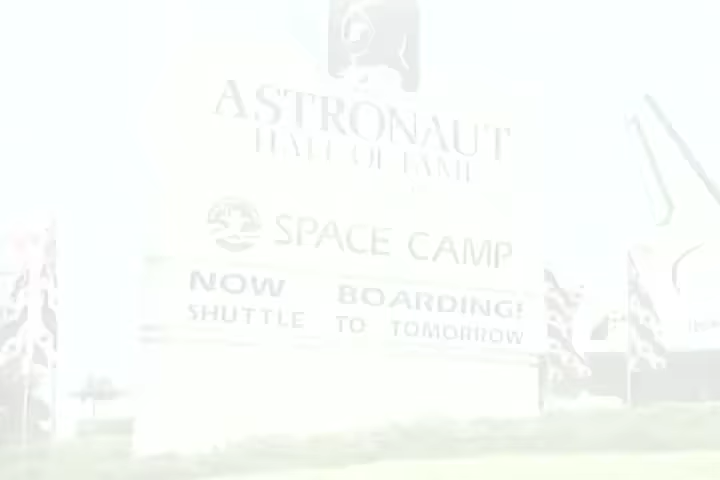 ASTRONAUT
HALL OF FAME
SPACE CAMP
NOW BOARDING!
SHUTTLE TO TOMORROW